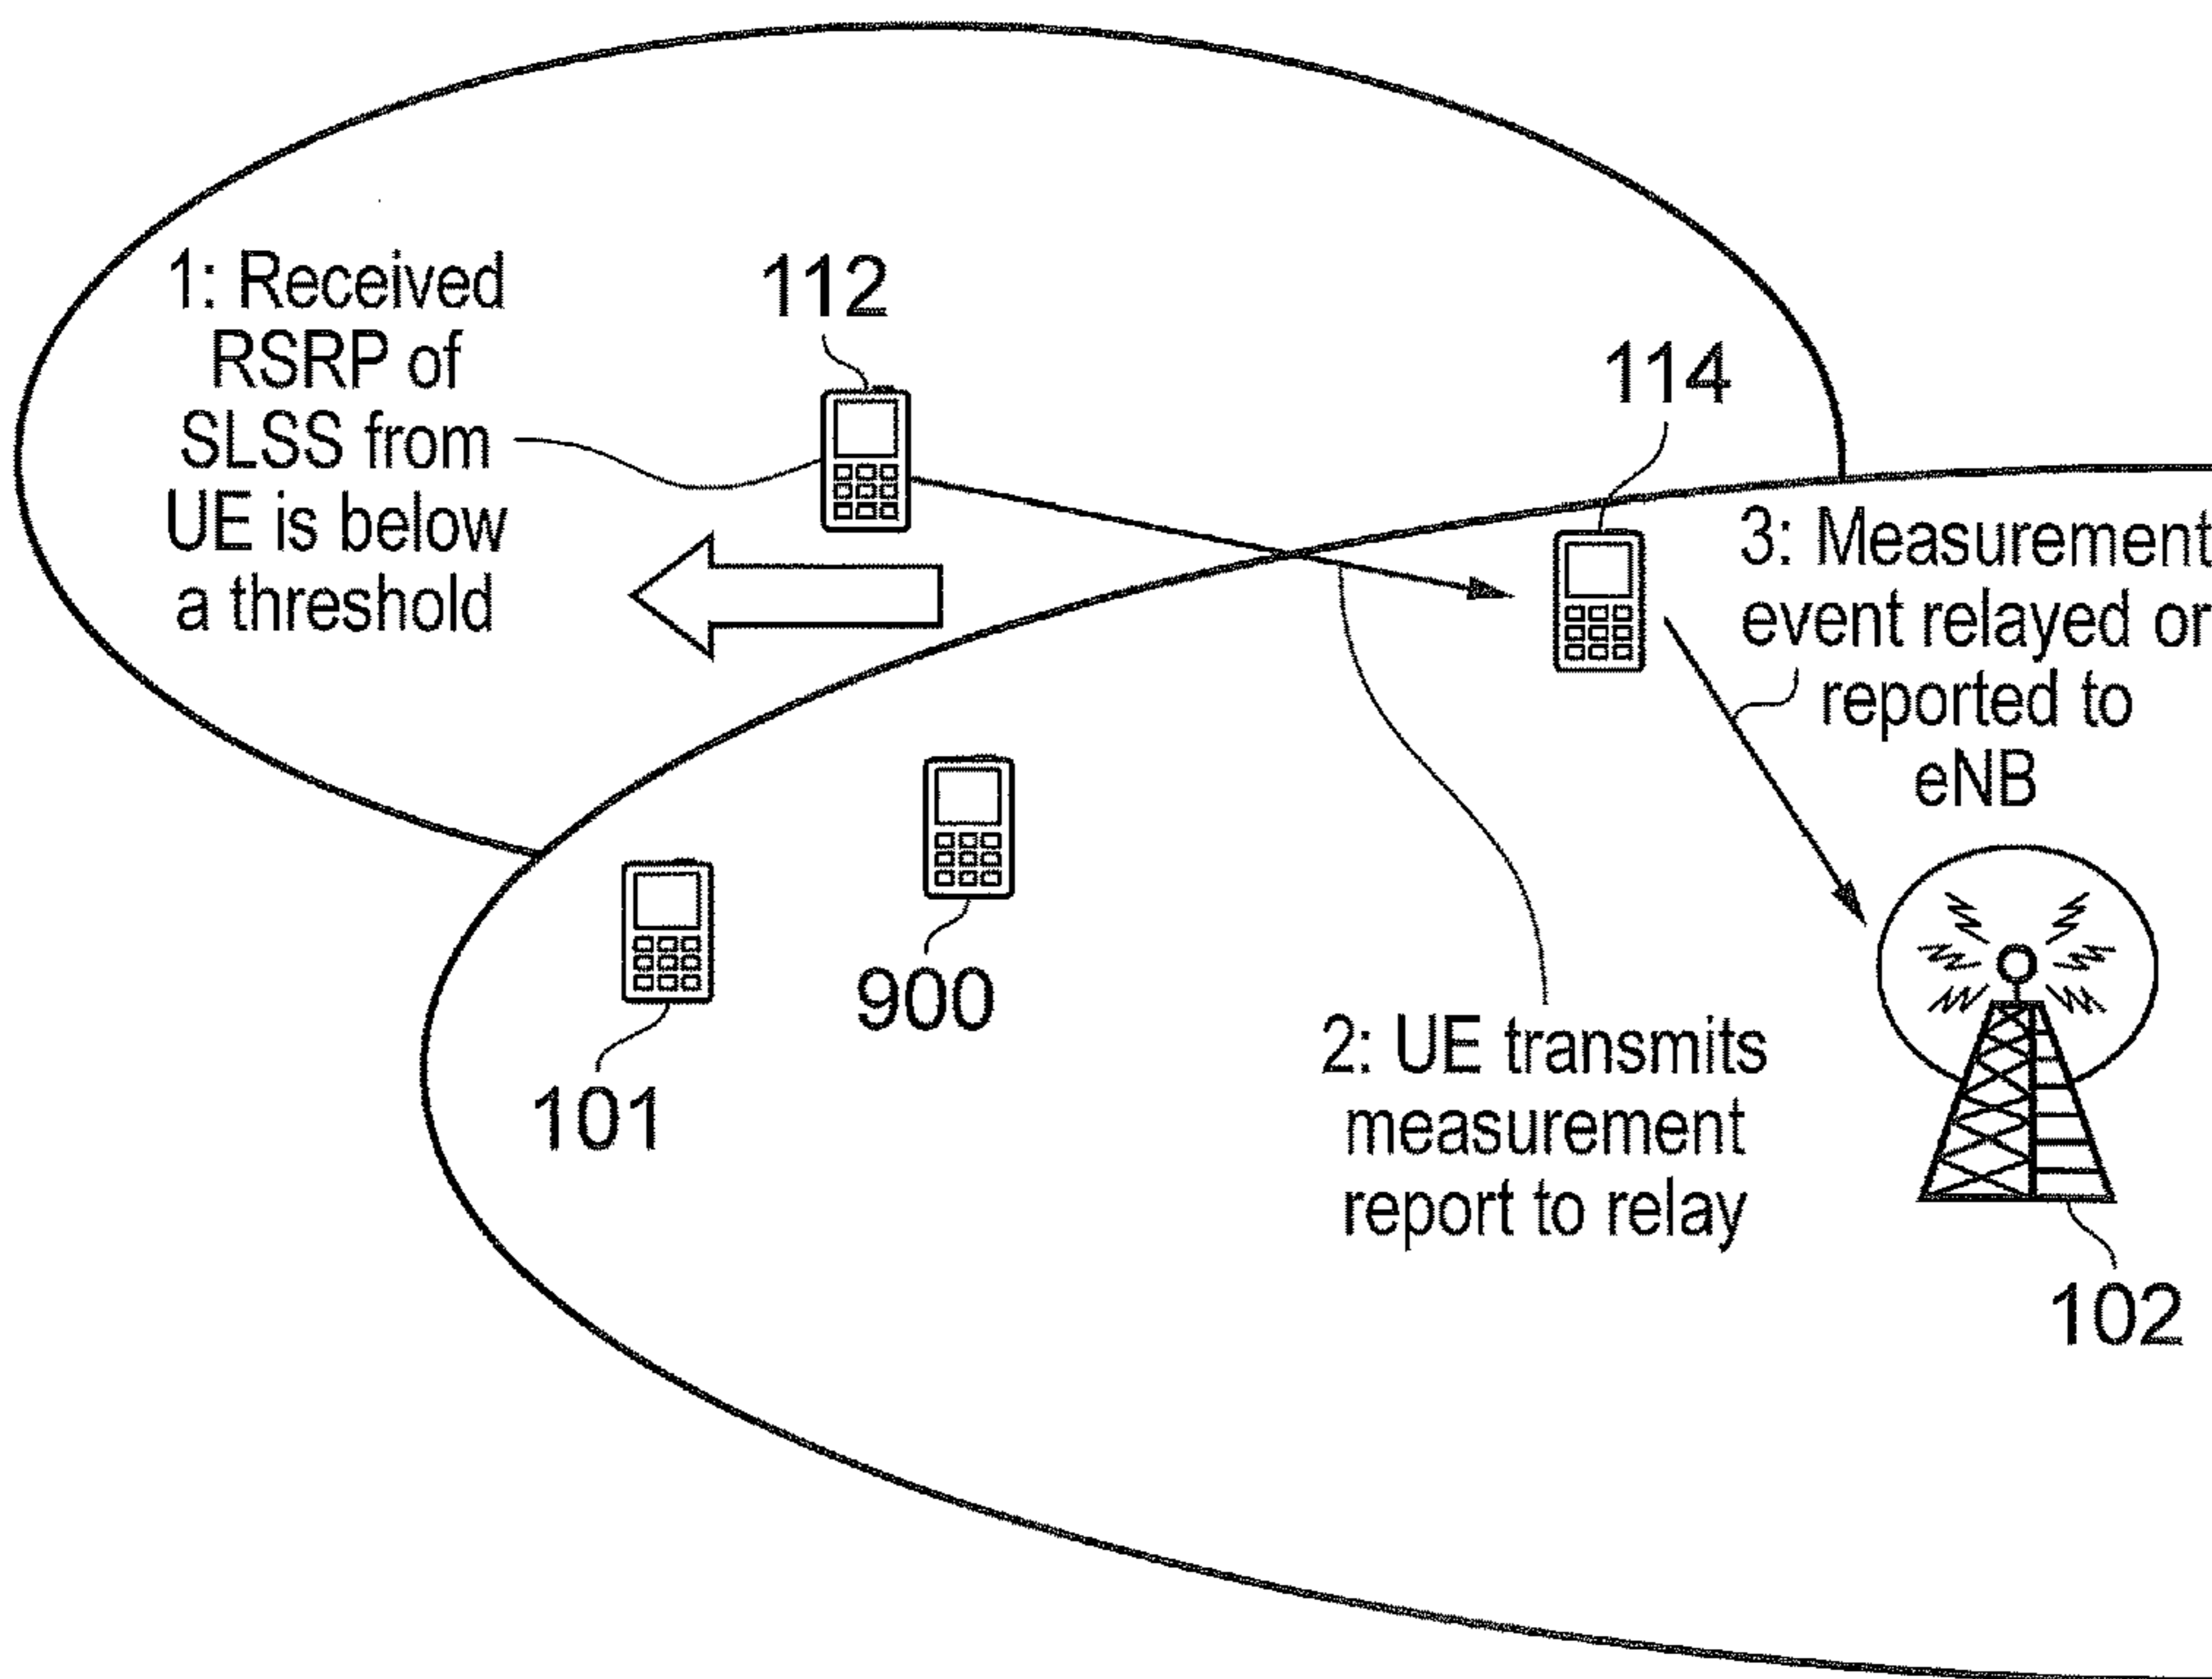 1: Received
RSRP of
SLSS from
UE is below
a threshold
112
114
3: Measurement
event relayed or
reported to
eNB
900
101
2: UE transmits
measurement
report to relay
102